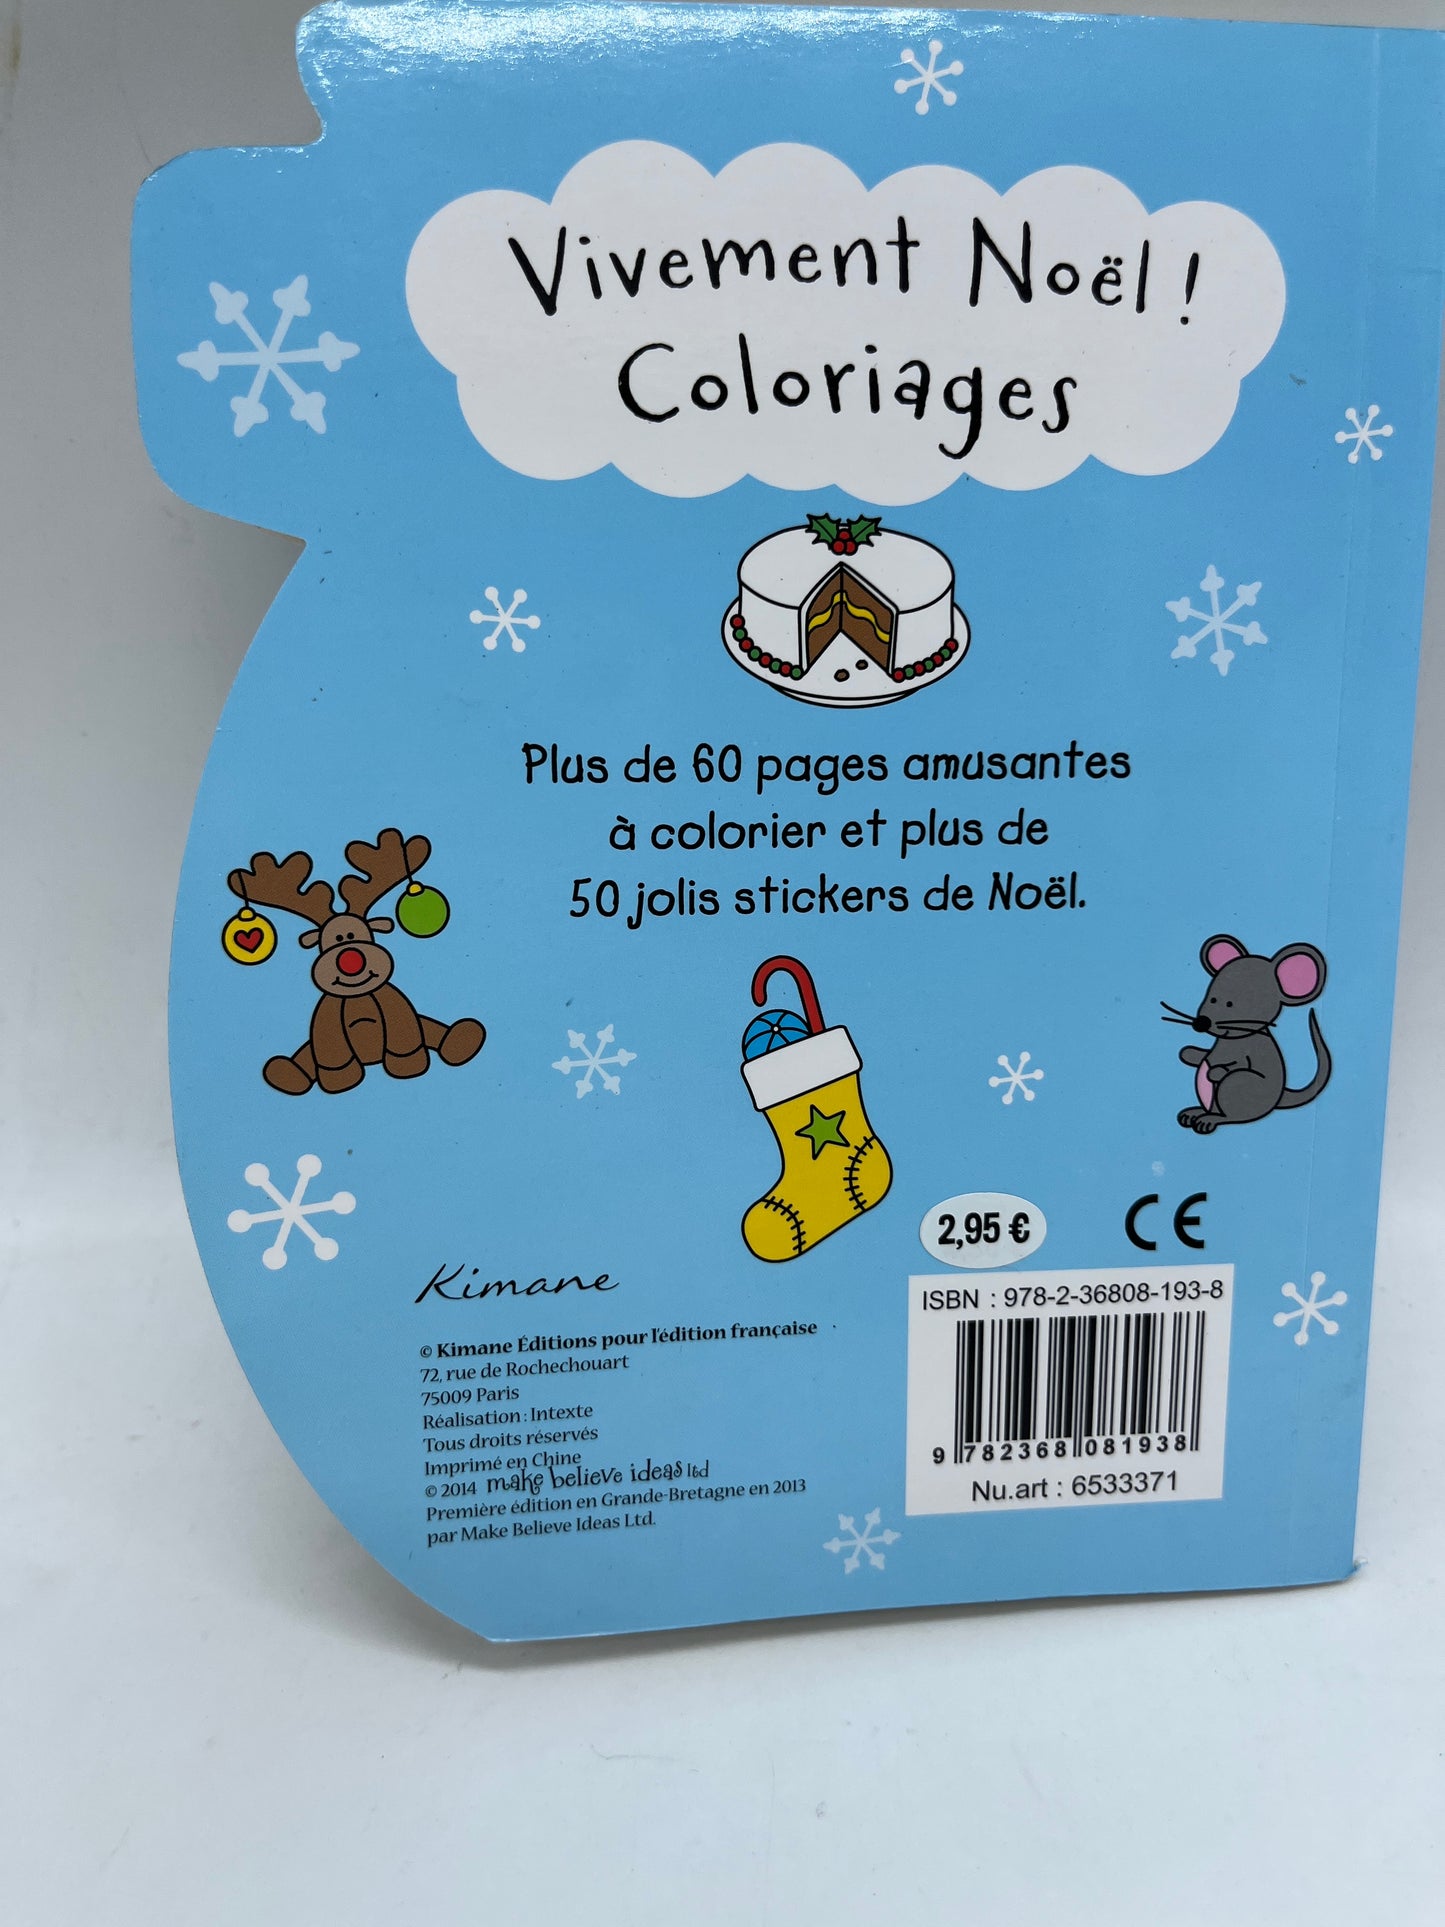 Vivement Noël !
Coloriages
Plus de 60 pages amusantes
à colorier et plus de
50 jolis stickers de Noël.
2,95 €
CE
Kimane
© Kimane Éditions pour l'édition française
72, rue de Rochechouart
75009 Paris
Réalisation : Intexte
Tous droits réservés
Imprimé en Chine
© 2014 make believe ideas ltd
Première édition en Grande-Bretagne en 2013
par Make Believe Ideas Ltd.
ISBN : 978-2-36808-193-8
9 782368 081938
Nu.art : 6533371